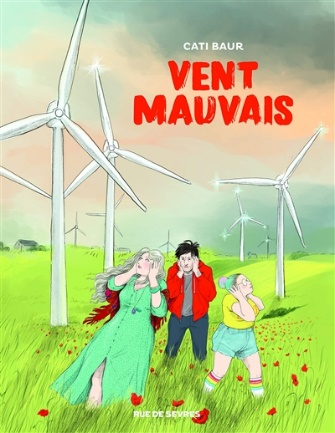 CATI BAUR
VENT
MAUVAIS
RUE DE SEVRES